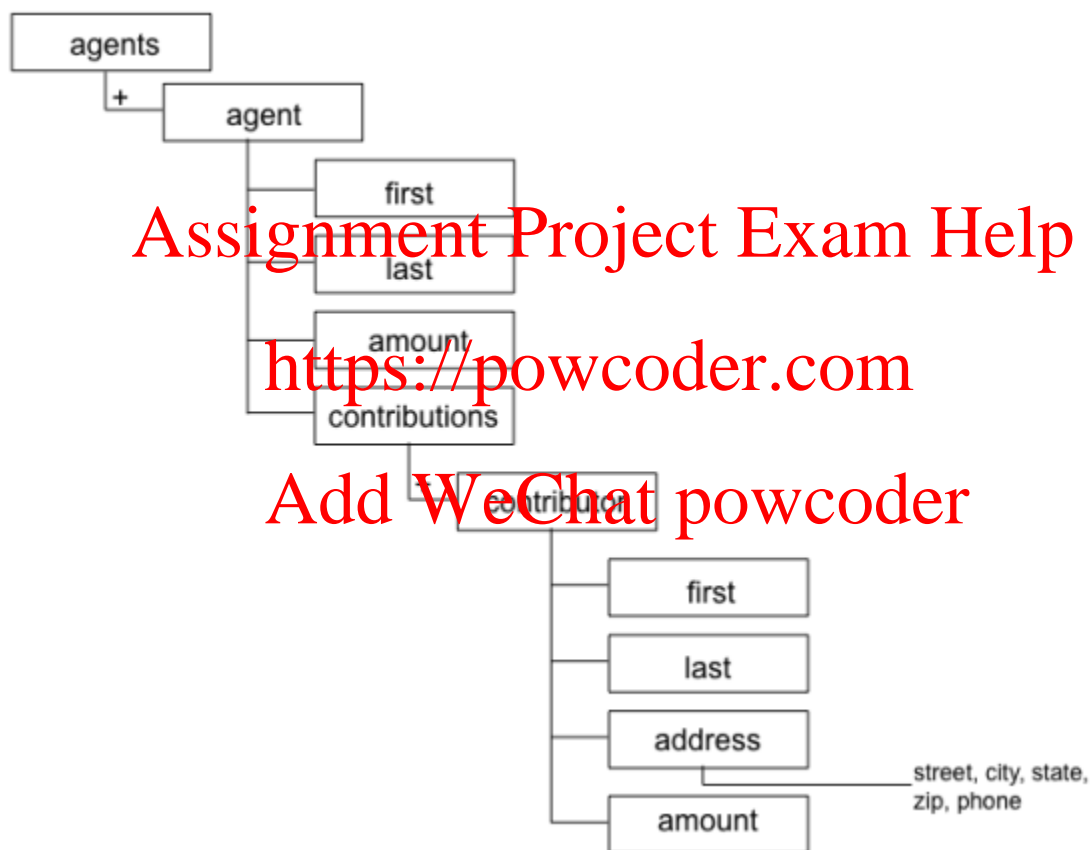 agents
+
agent
first
Assignment Project Exam Help
last
amount
https://powcoder.com
contributions
+
Add WeChat powcoder
contributor
first
last
address
street, city, state,
zip, phone
amount